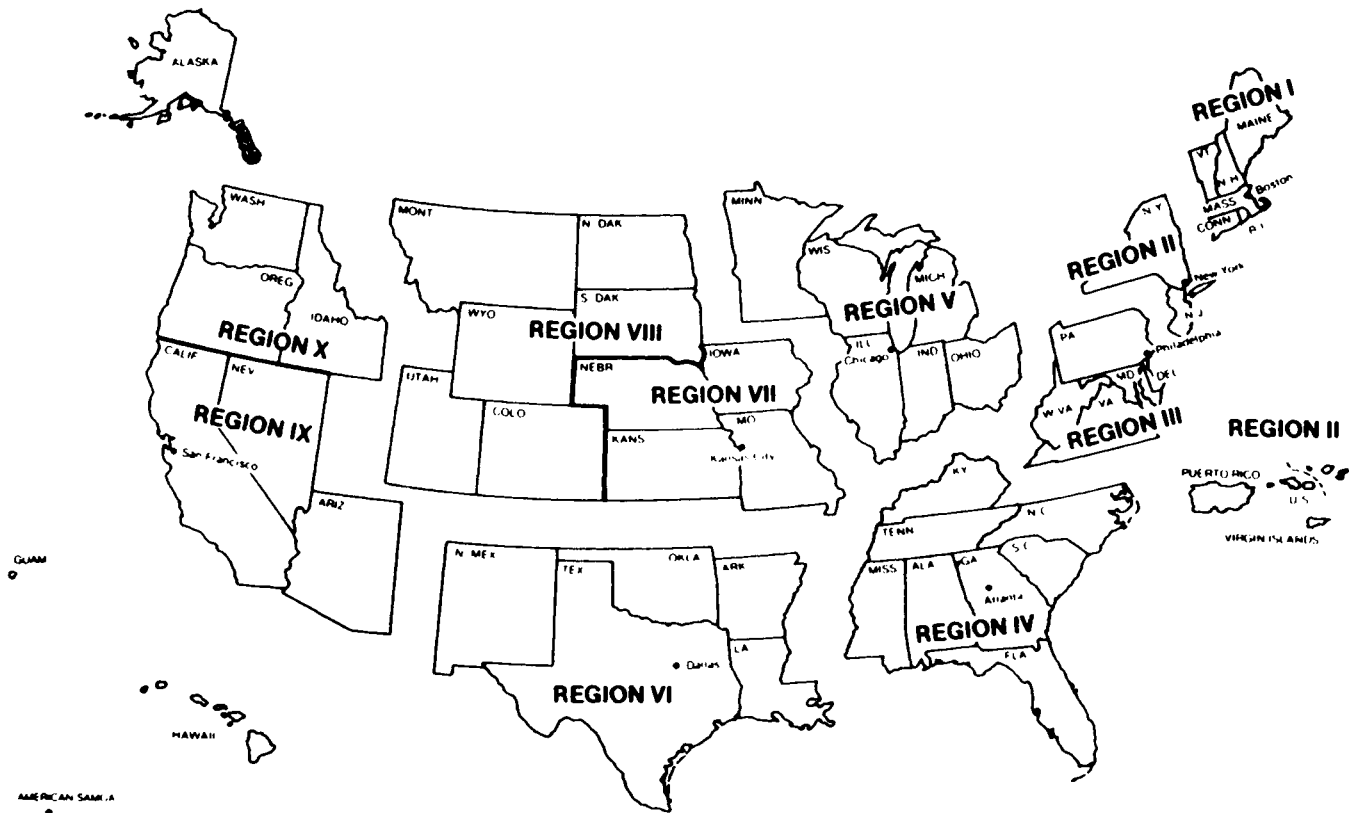 ALASKA
REGION I
MAINE
VT
N H
Boston
MASS
CONN
R I
WASH
MONT
N DAK
MINN
N Y
WIS
REGION II
MICH
New York
OREG
S DAK
REGION V
N J
IDAHO
WYO
REGION VIII
REGION X
PA
ILL
Chicago
IND
OHIO
Philadelphia
CALIF
NEV
NEBR
IOWA
MD
DEL
UTAH
REGION VII
W VA
VA
REGION IX
COLO
MO
REGION III
REGION II
KANS
Kansas City
San Francisco
KY
PUERTO RICO
U.S.
VIRGIN ISLANDS
ARIZ
N C
TENN
S C
GUAM
N MEX
OKLA
TEX
ARK
MISS
ALA
GA
Atlanta
REGION IV
LA
FLA
Dallas
REGION VI
HAWAII
AMERICAN SAMOA